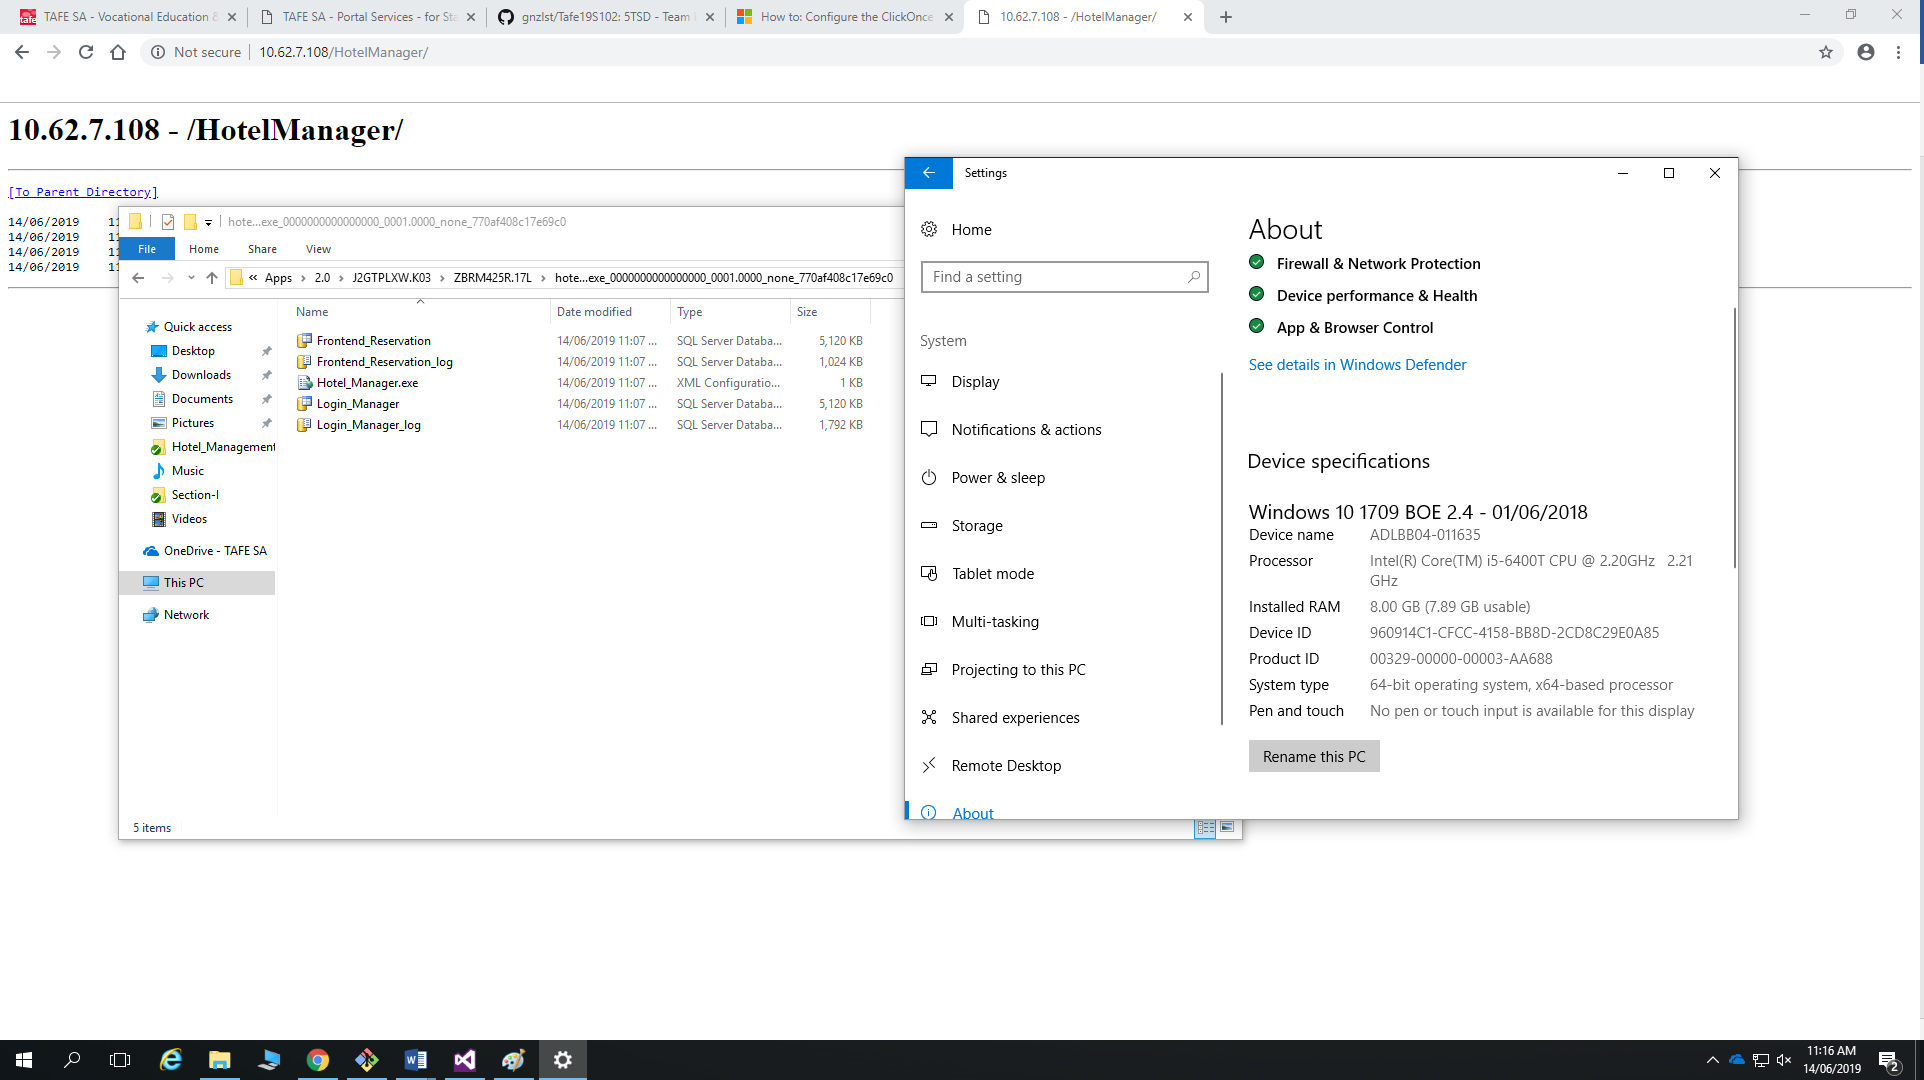 TAFE SA - Vocational Education &
TAFE SA - Portal Services - for Sta
gnzlst/Tafe19S102: 5TSD - Team
How to: Configure the ClickOnce
10.62.7.108 - /HotelManager/
Not secure
10.62.7.108/HotelManager/
10.62.7.108 - /HotelManager/
[To Parent Directory]
14/06/2019 11
14/06/2019 11
14/06/2019 11
14/06/2019 11
hote...exe_0000000000000000_0001.0000_none_770af408c17e69c0
File Home Share View
« Apps > 2.0 > J2GTPLXW.K03 > ZBRM425R.17L > hote...exe_0000000000000000_0001.0000_none_770af408c17e69c0
Name Date modified Type Size
Frontend_Reservation 14/06/2019 11:07 ... SQL Server Databa... 5,120 KB
Frontend_Reservation_log 14/06/2019 11:07 ... SQL Server Databa... 1,024 KB
Hotel_Manager.exe 14/06/2019 11:07 ... XML Configuratio... 1 KB
Login_Manager 14/06/2019 11:07 ... SQL Server Databa... 5,120 KB
Login_Manager_log 14/06/2019 11:07 ... SQL Server Databa... 1,792 KB
Quick access
Desktop
Downloads
Documents
Pictures
Hotel_Management
Music
Section-I
Videos
OneDrive - TAFE SA
This PC
Network
5 items
Settings
Home
Find a setting
System
Display
Notifications & actions
Power & sleep
Storage
Tablet mode
Multi-tasking
Projecting to this PC
Shared experiences
Remote Desktop
About
About
Firewall & Network Protection
Device performance & Health
App & Browser Control
See details in Windows Defender
Device specifications
Windows 10 1709 BOE 2.4 - 01/06/2018
Device name ADLBB04-011635
Processor Intel(R) Core(TM) i5-6400T CPU @ 2.20GHz 2.21
GHz
Installed RAM 8.00 GB (7.89 GB usable)
Device ID 960914C1-CFCC-4158-BB8D-2CD8C29E0A85
Product ID 00329-00000-00003-AA688
System type 64-bit operating system, x64-based processor
Pen and touch No pen or touch input is available for this display
Rename this PC
11:16 AM
14/06/2019
2